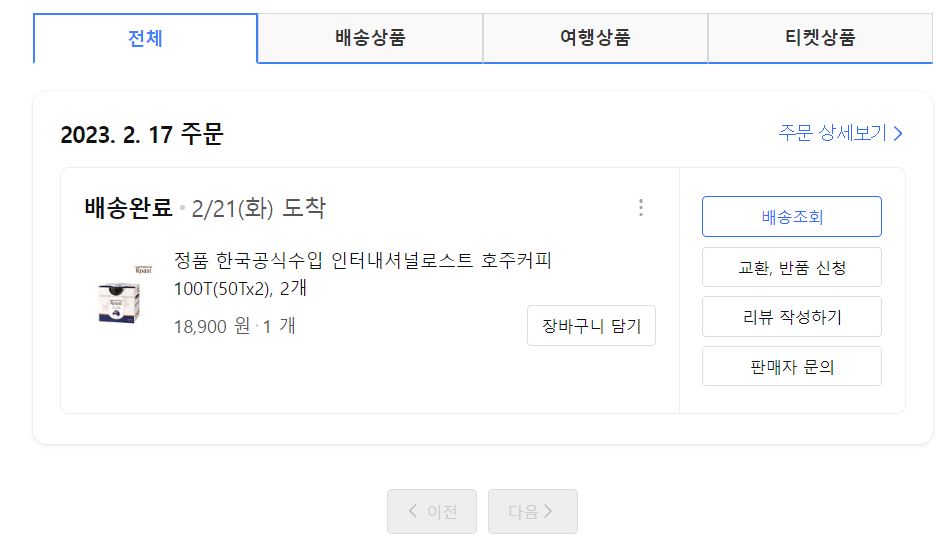 전체
배송상품
여행상품
티켓상품
2023. 2. 17 주문
주문 상세보기
배송완료 • 2/21(화) 도착
배송조회
교환, 반품 신청
리뷰 작성하기
판매자 문의
Roast
정품 한국공식수입 인터내셔널로스트 호주커피
100T(50Tx2), 2개
18,900 원 · 1 개
장바구니 담기
이전
다음